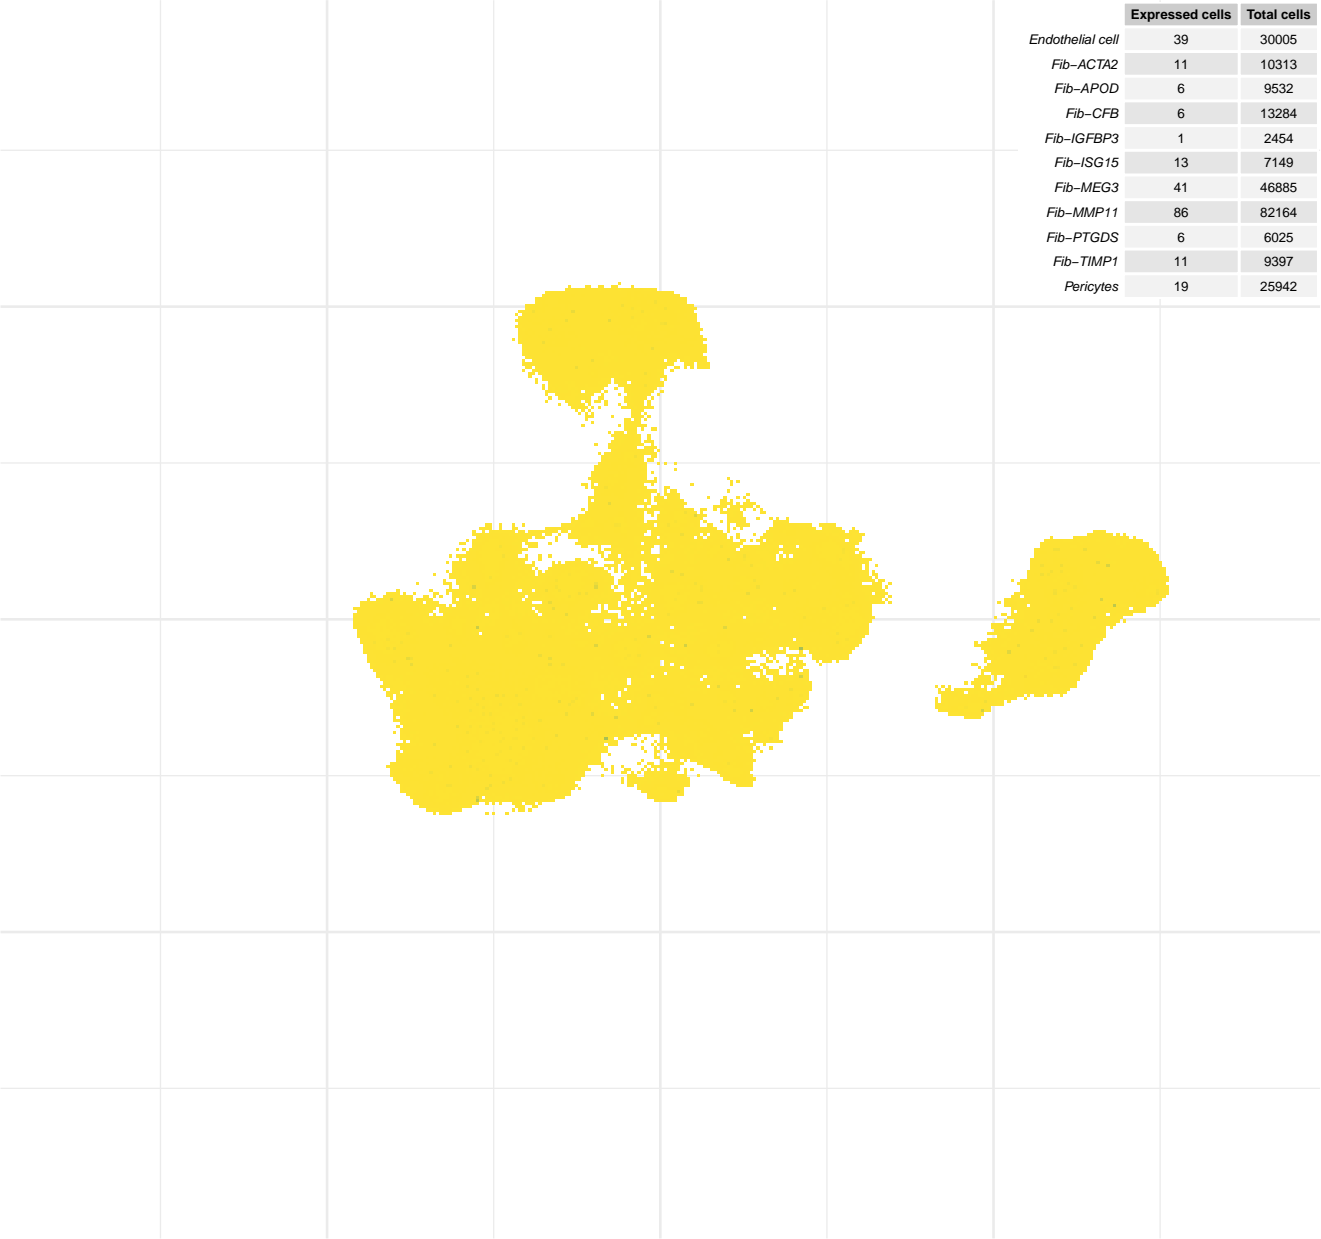 Expressed cells Total cells
Endothelial cell 39 30005
Fib−ACTA2 11 10313
Fib−APOD 6 9532
Fib−CFB 6 13284
Fib−IGFBP3 1 2454
Fib−ISG15 13 7149
Fib−MEG3 41 46885
Fib−MMP11 86 82164
Fib−PTGDS 6 6025
Fib−TIMP1 11 9397
Pericytes 19 25942